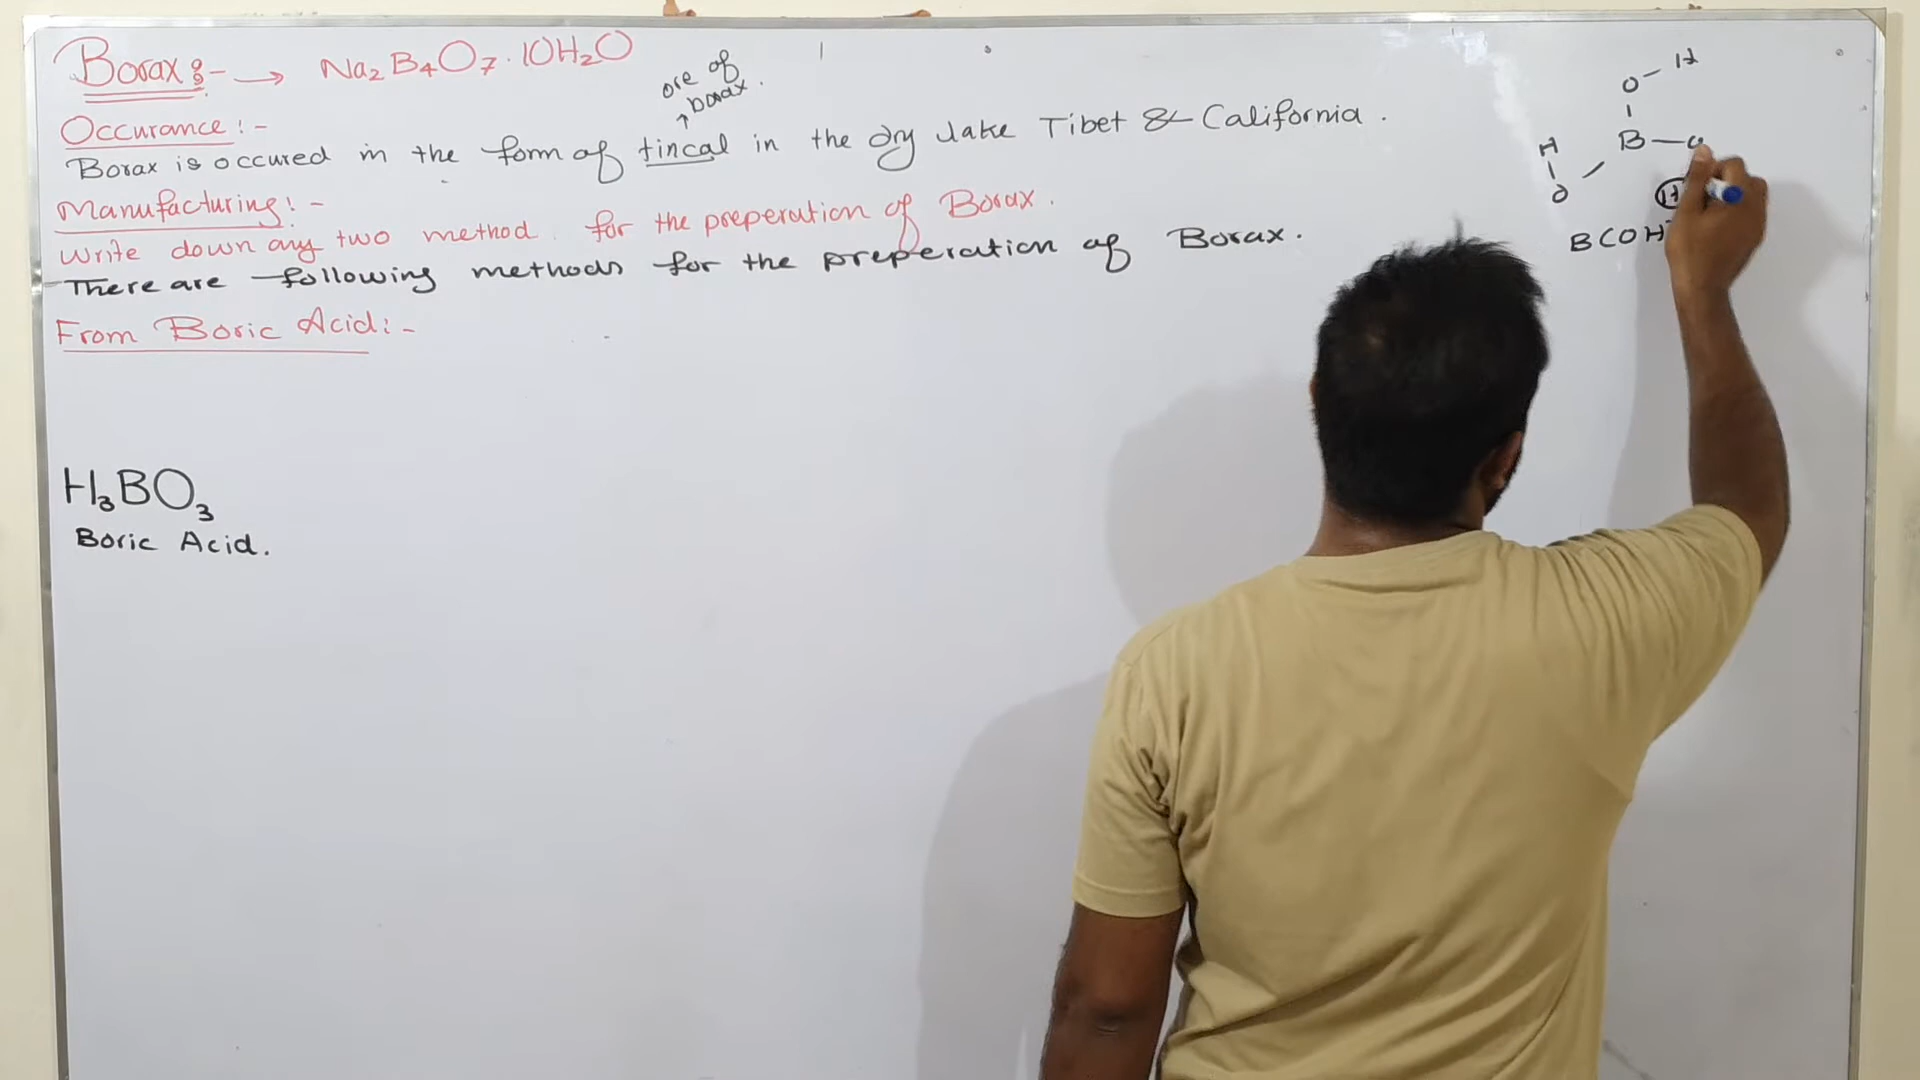 Borax :- → Na2B4O7.10H2O
ore of
borax.
Occurance :-
Borax is occured in the form of tincal in the dry lake Tibet & California.
Manufacturing :-
Write down any two method for the preperation of Borax.
There are following methods for the preperation of Borax.
From Boric Acid :-
H3BO3
Boric Acid.
O - H
B -
H
O
H
B(OH